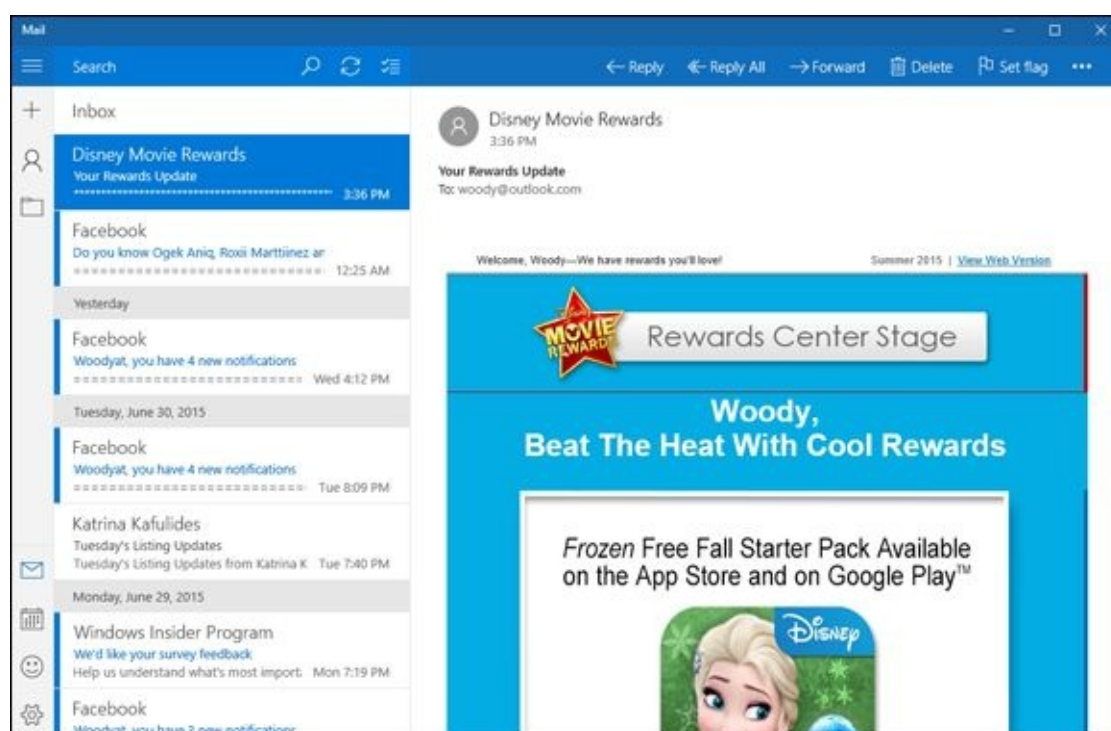 Mail
Search
Reply
Reply All
Forward
Delete
Set flag
Inbox
Disney Movie Rewards
Your Rewards Update
3:36 PM
Facebook
Do you know Ogek Aniq, Roxii Marttiinez ar
12:25 AM
Yesterday
Facebook
Woodyat, you have 4 new notifications
Wed 4:12 PM
Tuesday, June 30, 2015
Facebook
Woodyat, you have 4 new notifications
Tue 8:09 PM
Katrina Kafulides
Tuesday's Listing Updates
Tuesday's Listing Updates from Katrina K Tue 7:40 PM
Monday, June 29, 2015
Windows Insider Program
We'd like your survey feedback
Help us understand what's most import: Mon 7:19 PM
Facebook
Woodyat, you have 2 new notifications
Disney Movie Rewards
3:36 PM
Your Rewards Update
To: woody@outlook.com
Welcome, Woody—We have rewards you'll love!
Summer 2015 | View Web Version
MOVIE
REWARDS
Rewards Center Stage
Woody,
Beat The Heat With Cool Rewards
Frozen Free Fall Starter Pack Available
on the App Store and on Google Play™
Disney